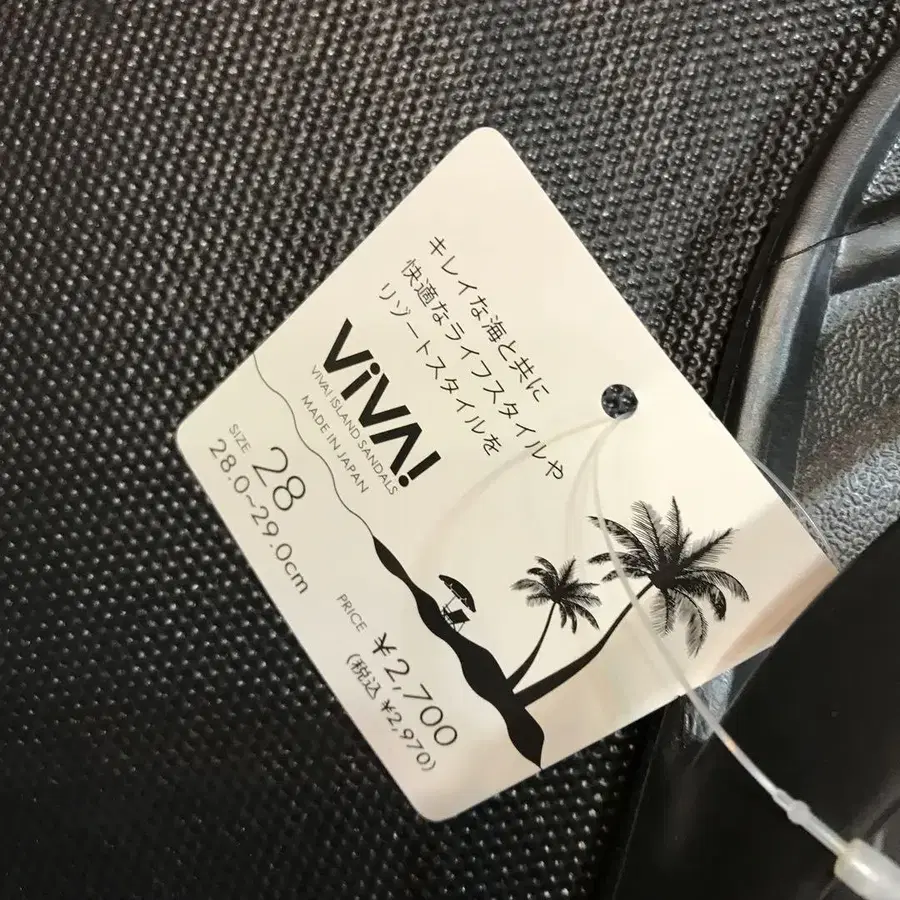 キレイな海と共に
快適なライフスタイルや
リゾートスタイルを
ViVA!
VIVA! ISLAND SANDALS
MADE IN JAPAN
SIZE 28
28.0~29.0cm
PRICE ¥2,700
(税込 ¥2,970)